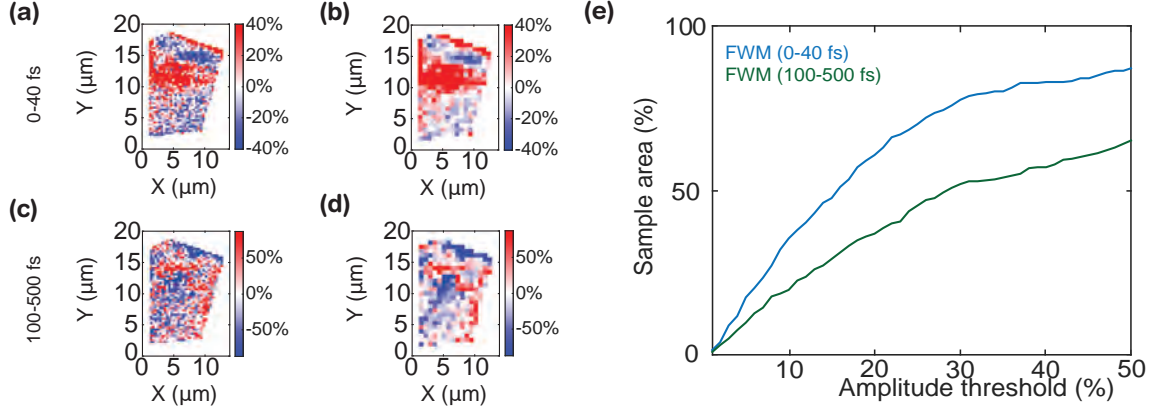 (a)
0-40 fs
Y (µm)
20
15
10
5
0
0 5 10
X (µm)
40%
20%
0%
-20%
-40%
(b)
Y (µm)
20
15
10
5
0
0 5 10
X (µm)
40%
20%
0%
-20%
-40%
(c)
100-500 fs
Y (µm)
20
15
10
5
0
0 5 10
X (µm)
50%
0%
-50%
(d)
Y (µm)
20
15
10
5
0
0 5 10
X (µm)
50%
0%
-50%
(e)
Sample area (%)
100
50
0
FWM (0-40 fs)
FWM (100-500 fs)
10 20 30 40 50
Amplitude threshold (%)